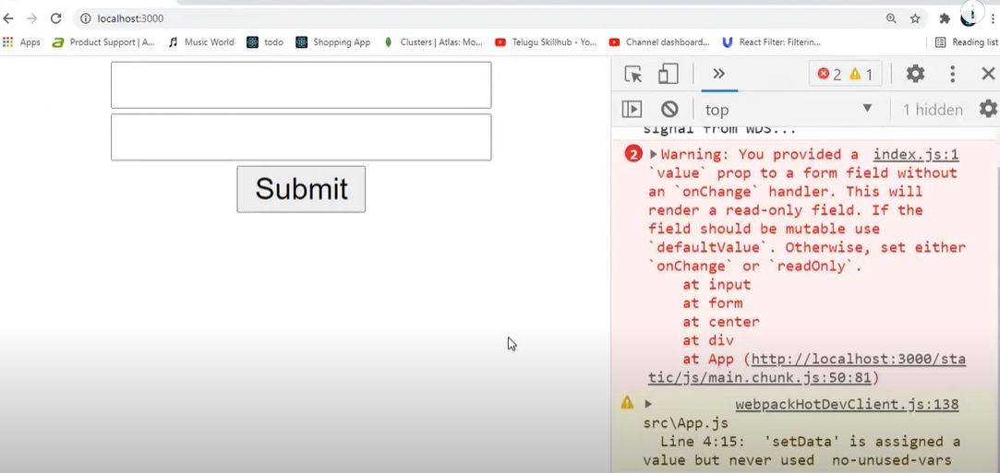 localhost:3000
Apps Product Support | A... Music World todo Shopping App Clusters | Atlas: Mo... Telugu Skillhub - Yo... Channel dashboard... React Filter: Filterin... Reading list
2 1
top 1 hidden
signal from WDS...
2 Warning: You provided a index.js:1
`value` prop to a form field without
an `onChange` handler. This will
render a read-only field. If the
field should be mutable use
`defaultValue`. Otherwise, set either
`onChange` or `readOnly`.
at input
at form
at center
at div
at App (http://localhost:3000/sta
tic/js/main.chunk.js:50:81)
webpackHotDevClient.js:138
src\App.js
Line 4:15: 'setData' is assigned a
value but never used no-unused-vars
Submit